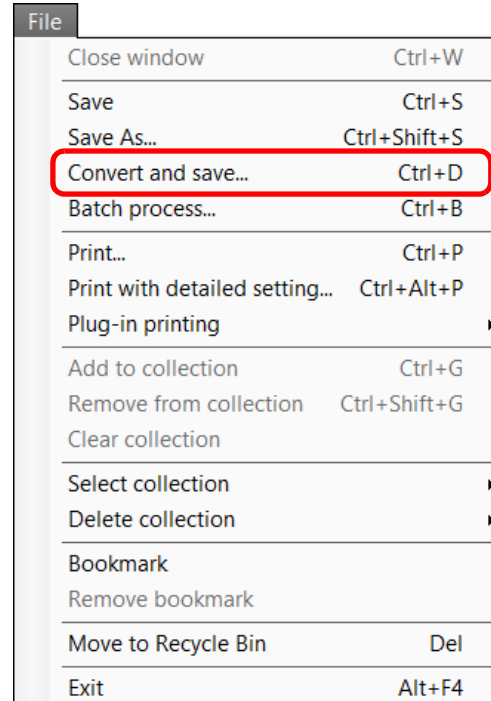 File
Close window Ctrl+W
Save Ctrl+S
Save As... Ctrl+Shift+S
Convert and save... Ctrl+D
Batch process... Ctrl+B
Print... Ctrl+P
Print with detailed setting... Ctrl+Alt+P
Plug-in printing
Add to collection Ctrl+G
Remove from collection Ctrl+Shift+G
Clear collection
Select collection
Delete collection
Bookmark
Remove bookmark
Move to Recycle Bin Del
Exit Alt+F4